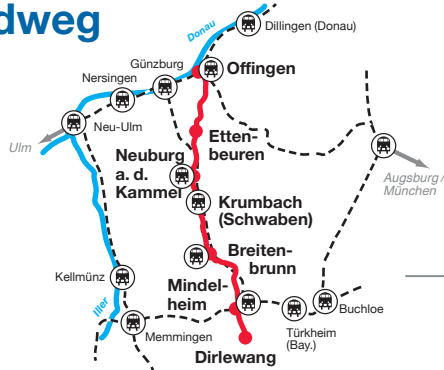 dweg
Donau
Dillingen (Donau)
Günzburg
Offingen
Nersingen
Neu-Ulm
Ulm
Etten-
beuren
Neuburg
a. d.
Kammel
Augsburg/
München
Krumbach
(Schwaben)
Breiten-
brunn
Kellmünz
Mindel-
heim
Iller
Buchloe
Türkheim
(Bay.)
Memmingen
Dirlewang